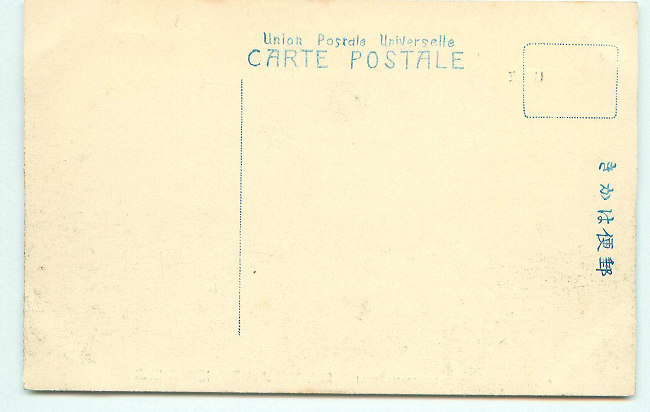 Union Postale Universelle
CARTE POSTALE
きかは便郵